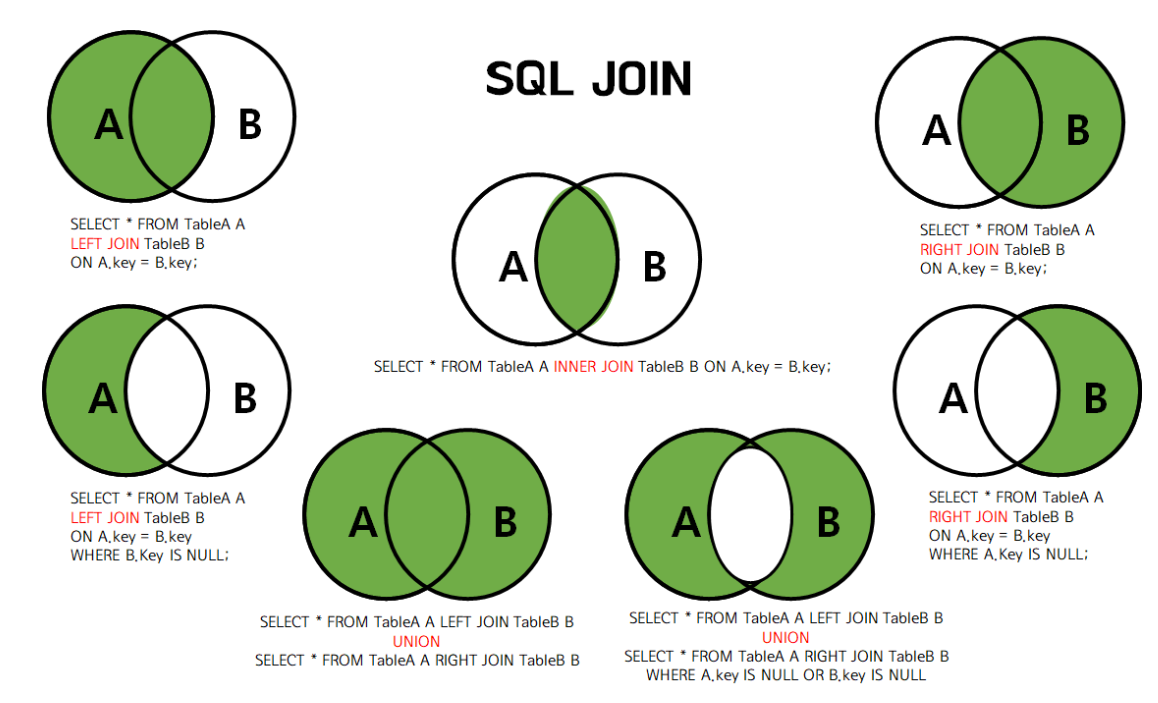 SQL JOIN
A B
SELECT * FROM TableA A
LEFT JOIN TableB B
ON A.key = B.key;
A B
SELECT * FROM TableA A
RIGHT JOIN TableB B
ON A.key = B.key;
A B
SELECT * FROM TableA A INNER JOIN TableB B ON A.key = B.key;
A B
SELECT * FROM TableA A
LEFT JOIN TableB B
ON A.key = B.key
WHERE B.Key IS NULL;
A B
SELECT * FROM TableA A
RIGHT JOIN TableB B
ON A.key = B.key
WHERE A.Key IS NULL;
A B
SELECT * FROM TableA A LEFT JOIN TableB B
UNION
SELECT * FROM TableA A RIGHT JOIN TableB B
A B
SELECT * FROM TableA A LEFT JOIN TableB B
UNION
SELECT * FROM TableA A RIGHT JOIN TableB B
WHERE A.key IS NULL OR B.key IS NULL